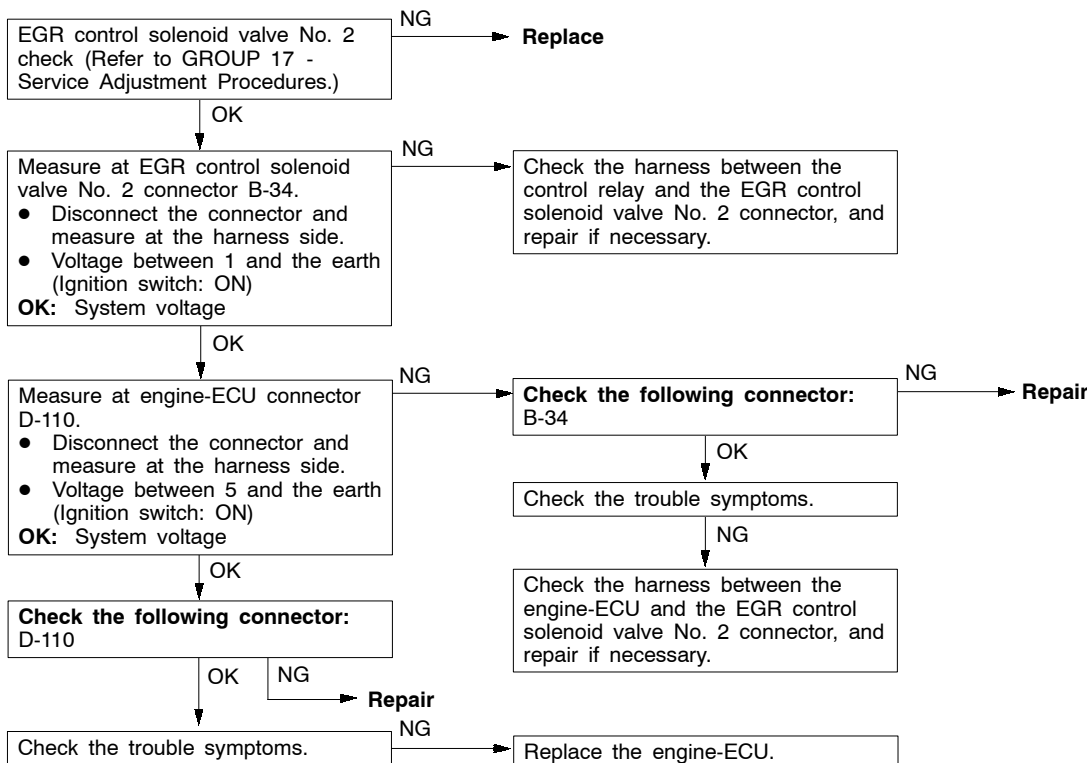 EGR control solenoid valve No. 2
check (Refer to GROUP 17 -
Service Adjustment Procedures.)
NG
Replace
OK
Measure at EGR control solenoid
valve No. 2 connector B-34.
● Disconnect the connector and
measure at the harness side.
● Voltage between 1 and the earth
(Ignition switch: ON)
OK: System voltage
NG
Check the harness between the
control relay and the EGR control
solenoid valve No. 2 connector, and
repair if necessary.
OK
Measure at engine-ECU connector
D-110.
● Disconnect the connector and
measure at the harness side.
● Voltage between 5 and the earth
(Ignition switch: ON)
OK: System voltage
NG
Check the following connector:
B-34
NG
Repair
OK
Check the trouble symptoms.
NG
Check the harness between the
engine-ECU and the EGR control
solenoid valve No. 2 connector, and
repair if necessary.
OK
Check the following connector:
D-110
OK
NG
Repair
Check the trouble symptoms.
NG
Replace the engine-ECU.